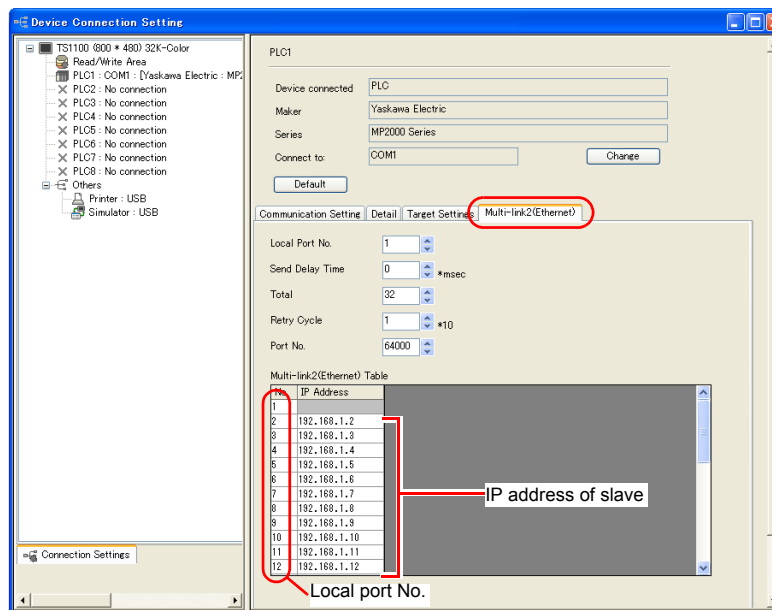 Device Connection Setting
TS1100 (800 * 480) 32K-Color
Read/Write Area
PLC1 : COM1 : [Yaskawa Electric : MP2
PLC2 : No connection
PLC3 : No connection
PLC4 : No connection
PLC5 : No connection
PLC6 : No connection
PLC7 : No connection
PLC8 : No connection
Others
Printer : USB
Simulator : USB
Connection Settings
PLC1
Device connected PLC
Maker Yaskawa Electric
Series MP2000 Series
Connect to: COM1 Change
Default
Communication Setting Detail Target Settings Multi-link2(Ethernet)
Local Port No. 1
Send Delay Time 0 *msec
Total 32
Retry Cycle 1 *10
Port No. 64000
Multi-link2(Ethernet) Table
No. IP Address
1
2 192.168.1.2
3 192.168.1.3
4 192.168.1.4
5 192.168.1.5
6 192.168.1.6
7 192.168.1.7
8 192.168.1.8
9 192.168.1.9
10 192.168.1.10
11 192.168.1.11
12 192.168.1.12
IP address of slave
Local port No.